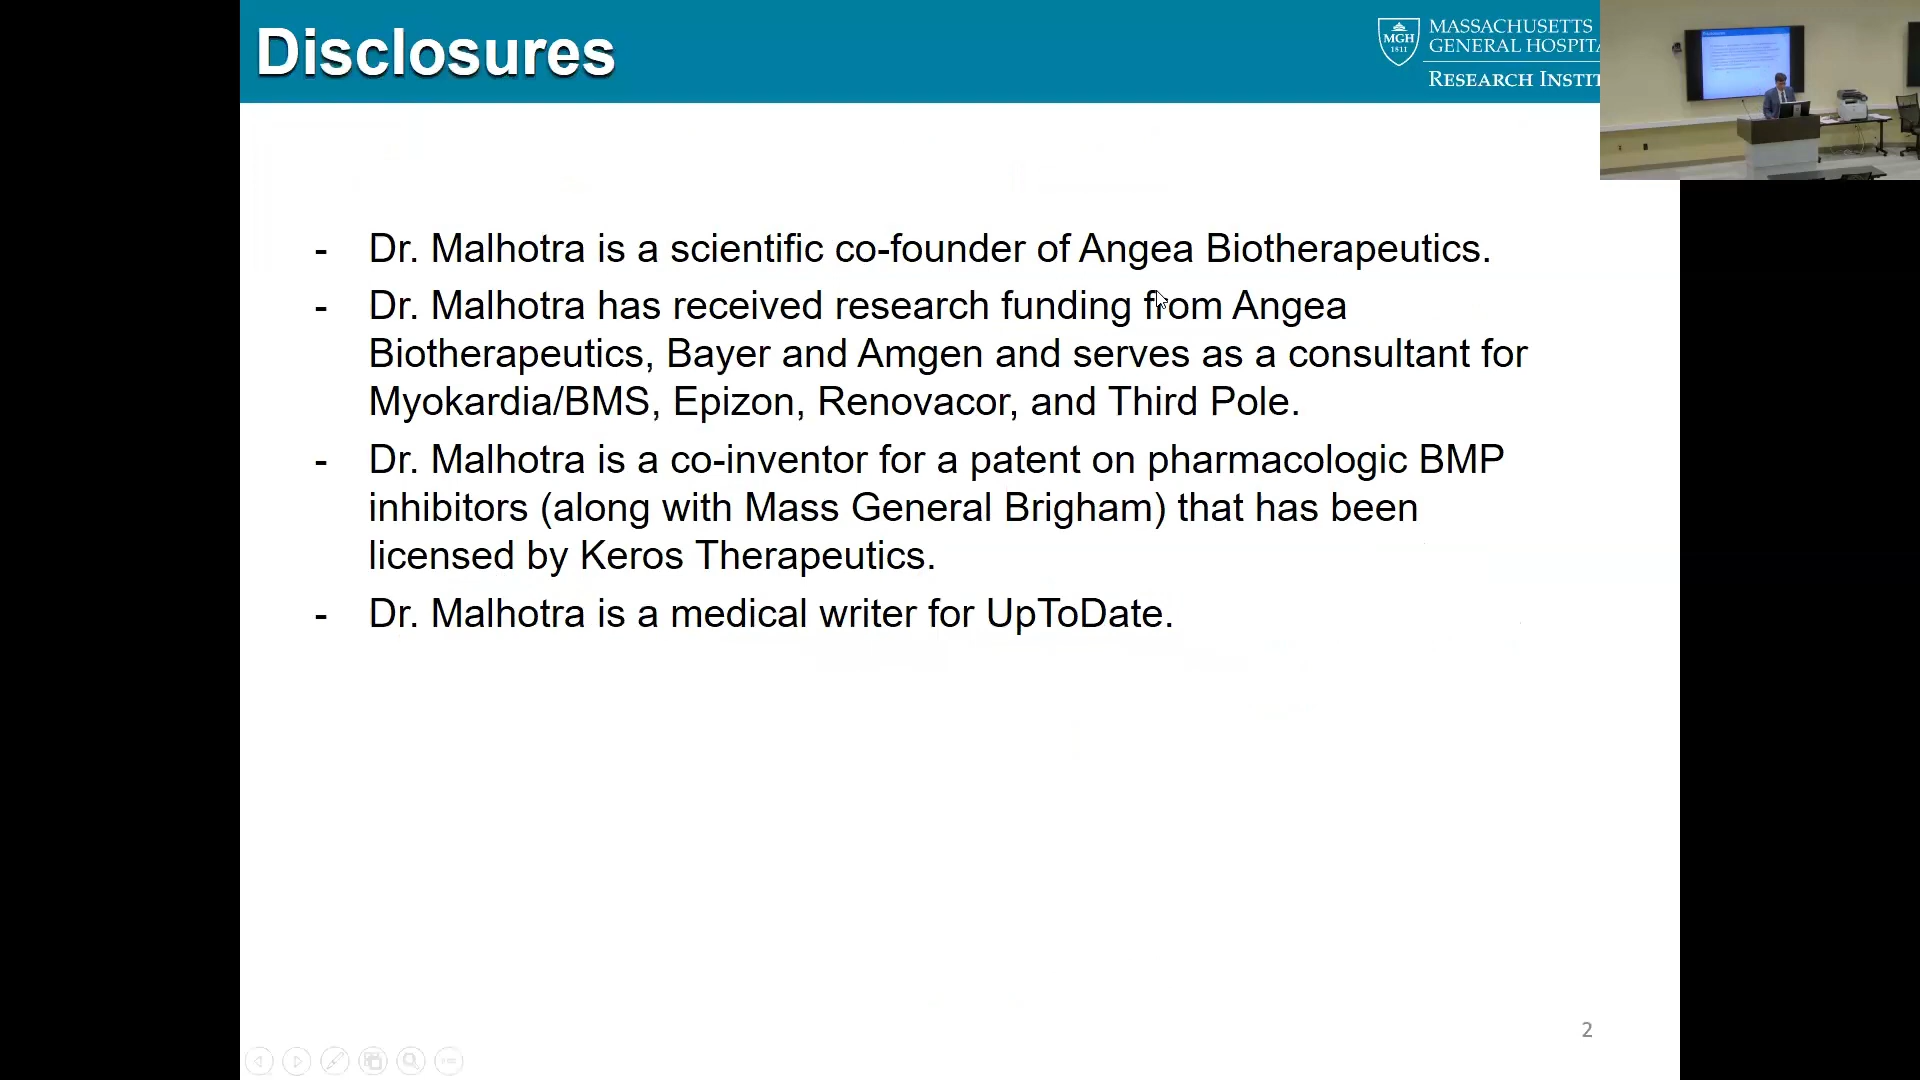 Disclosures
MGH
1811
MASSACHUSETTS
GENERAL HOSPITA
RESEARCH INSTIT
- Dr. Malhotra is a scientific co-founder of Angea Biotherapeutics.
- Dr. Malhotra has received research funding from Angea
Biotherapeutics, Bayer and Amgen and serves as a consultant for
Myokardia/BMS, Epizon, Renovacor, and Third Pole.
- Dr. Malhotra is a co-inventor for a patent on pharmacologic BMP
inhibitors (along with Mass General Brigham) that has been
licensed by Keros Therapeutics.
- Dr. Malhotra is a medical writer for UpToDate.
2